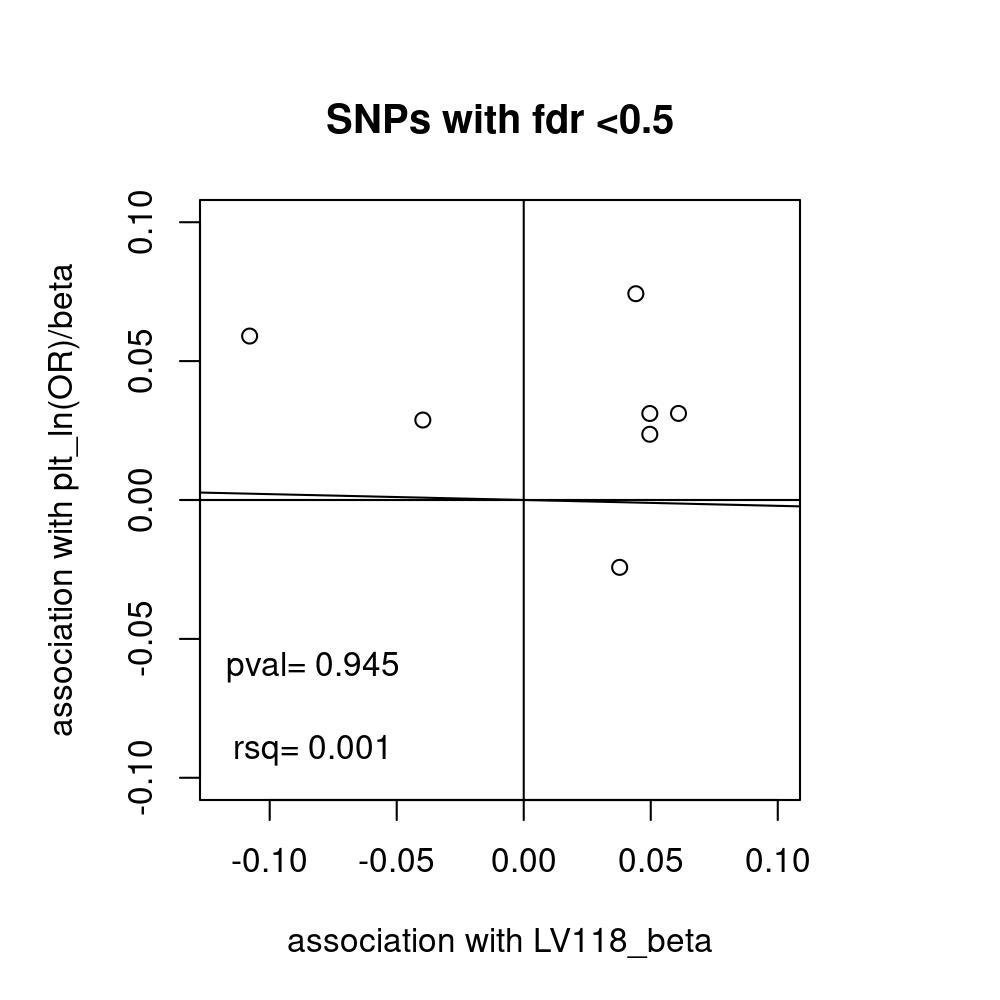 SNPs with fdr <0.5
association with plt_ln(OR)/beta
0.10
0.05
0.00
-0.05
-0.10
pval= 0.945
rsq= 0.001
-0.10 -0.05 0.00 0.05 0.10
association with LV118_beta